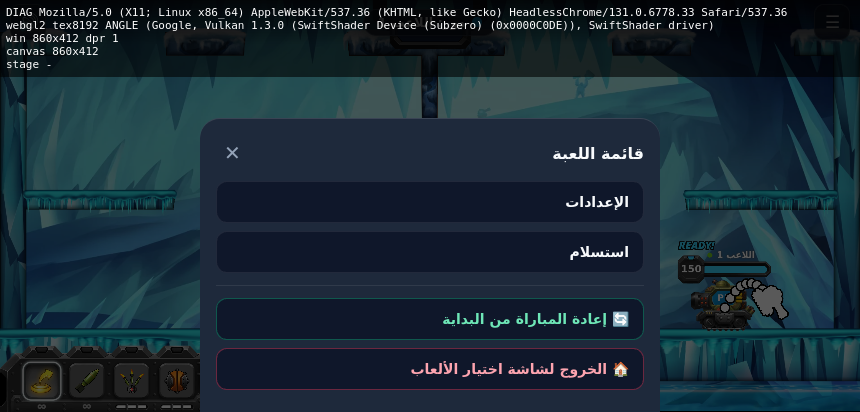 DIAG Mozilla/5.0 (X11; Linux x86_64) AppleWebKit/537.36 (KHTML, like Gecko) HeadlessChrome/131.0.6778.33 Safari/537.36
webgl2 tex8192 ANGLE (Google, Vulkan 1.3.0 (SwiftShader Device (Subzero) (0x0000C0DE)), SwiftShader driver)
win 860x412 dpr 1
canvas 860x412
stage -
قائمة اللعبة
✕
الإعدادات
استسلام
🔄 إعادة المباراة من البداية
🏠 الخروج لشاشة اختيار الألعاب
READY!
اللاعب 1
150
P
∞ ∞